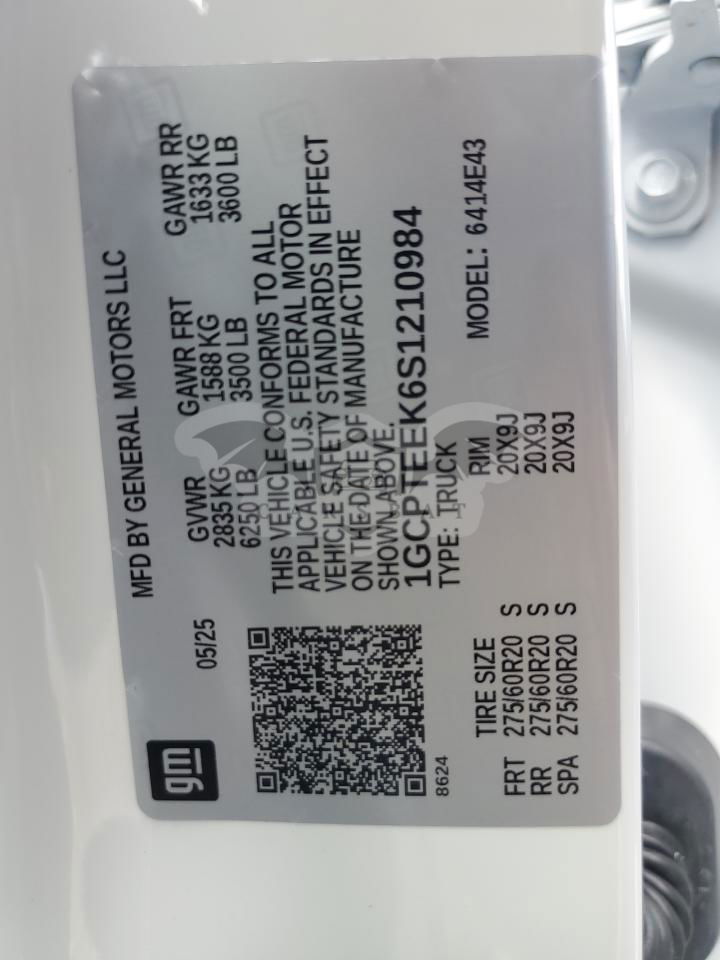 gm
05/25
MFD BY GENERAL MOTORS LLC
GVWR GAWR FRT GAWR RR
2835 KG 1588 KG 1633 KG
6250 LB 3500 LB 3600 LB
THIS VEHICLE CONFORMS TO ALL
APPLICABLE U.S. FEDERAL MOTOR
VEHICLE SAFETY STANDARDS IN EFFECT
ON THE DATE OF MANUFACTURE
SHOWN ABOVE.
1GCPTEEK6S1210984
8624
TYPE: TRUCK MODEL: 6414E43
TIRE SIZE RIM
FRT 275/60R20 S 20X9J
RR 275/60R20 S 20X9J
SPA 275/60R20 S 20X9J